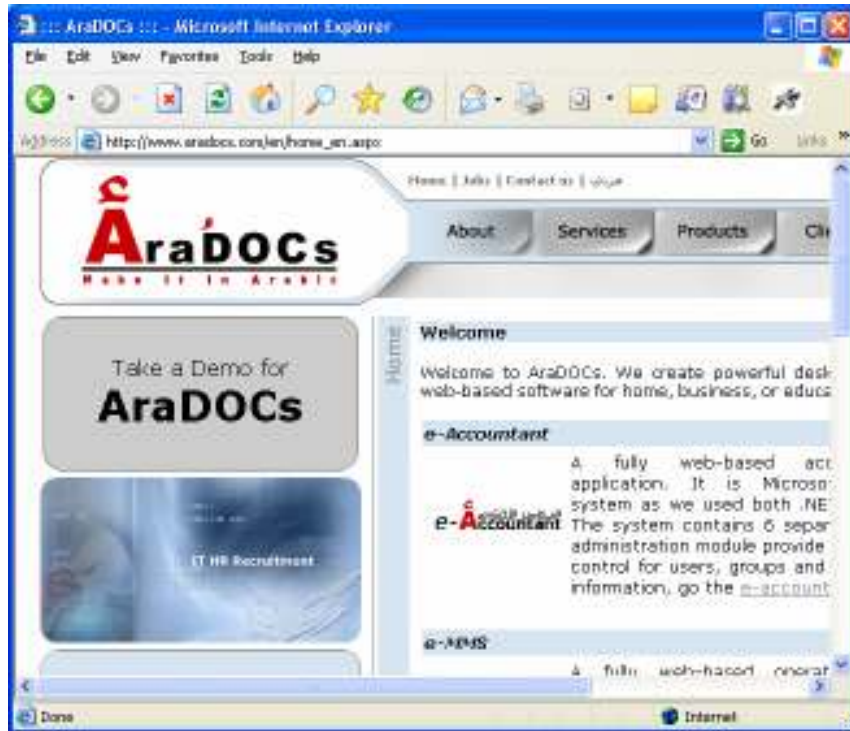 ::: AraDOCs ::: - Microsoft Internet Explorer
File Edit View Favorites Tools Help
Address http://www.aradocs.com/en/home_en.aspx Go Links
Home | Jobs | Contact us | عربي
AraDOCs
Make It In Arabic
About Services Products Clie
Take a Demo for
AraDOCs
IT HR Recruitment
Home
Welcome
Welcome to AraDOCs. We create powerful desk
web-based software for home, business, or educa
e-Accountant
A fully web-based acc
application. It is Microso
system as we used both .NE
The system contains 6 separ
administration module provide
control for users, groups and
information, go the e-account
e-Accountant
e-MMS
A fully web-based operat
Done Internet